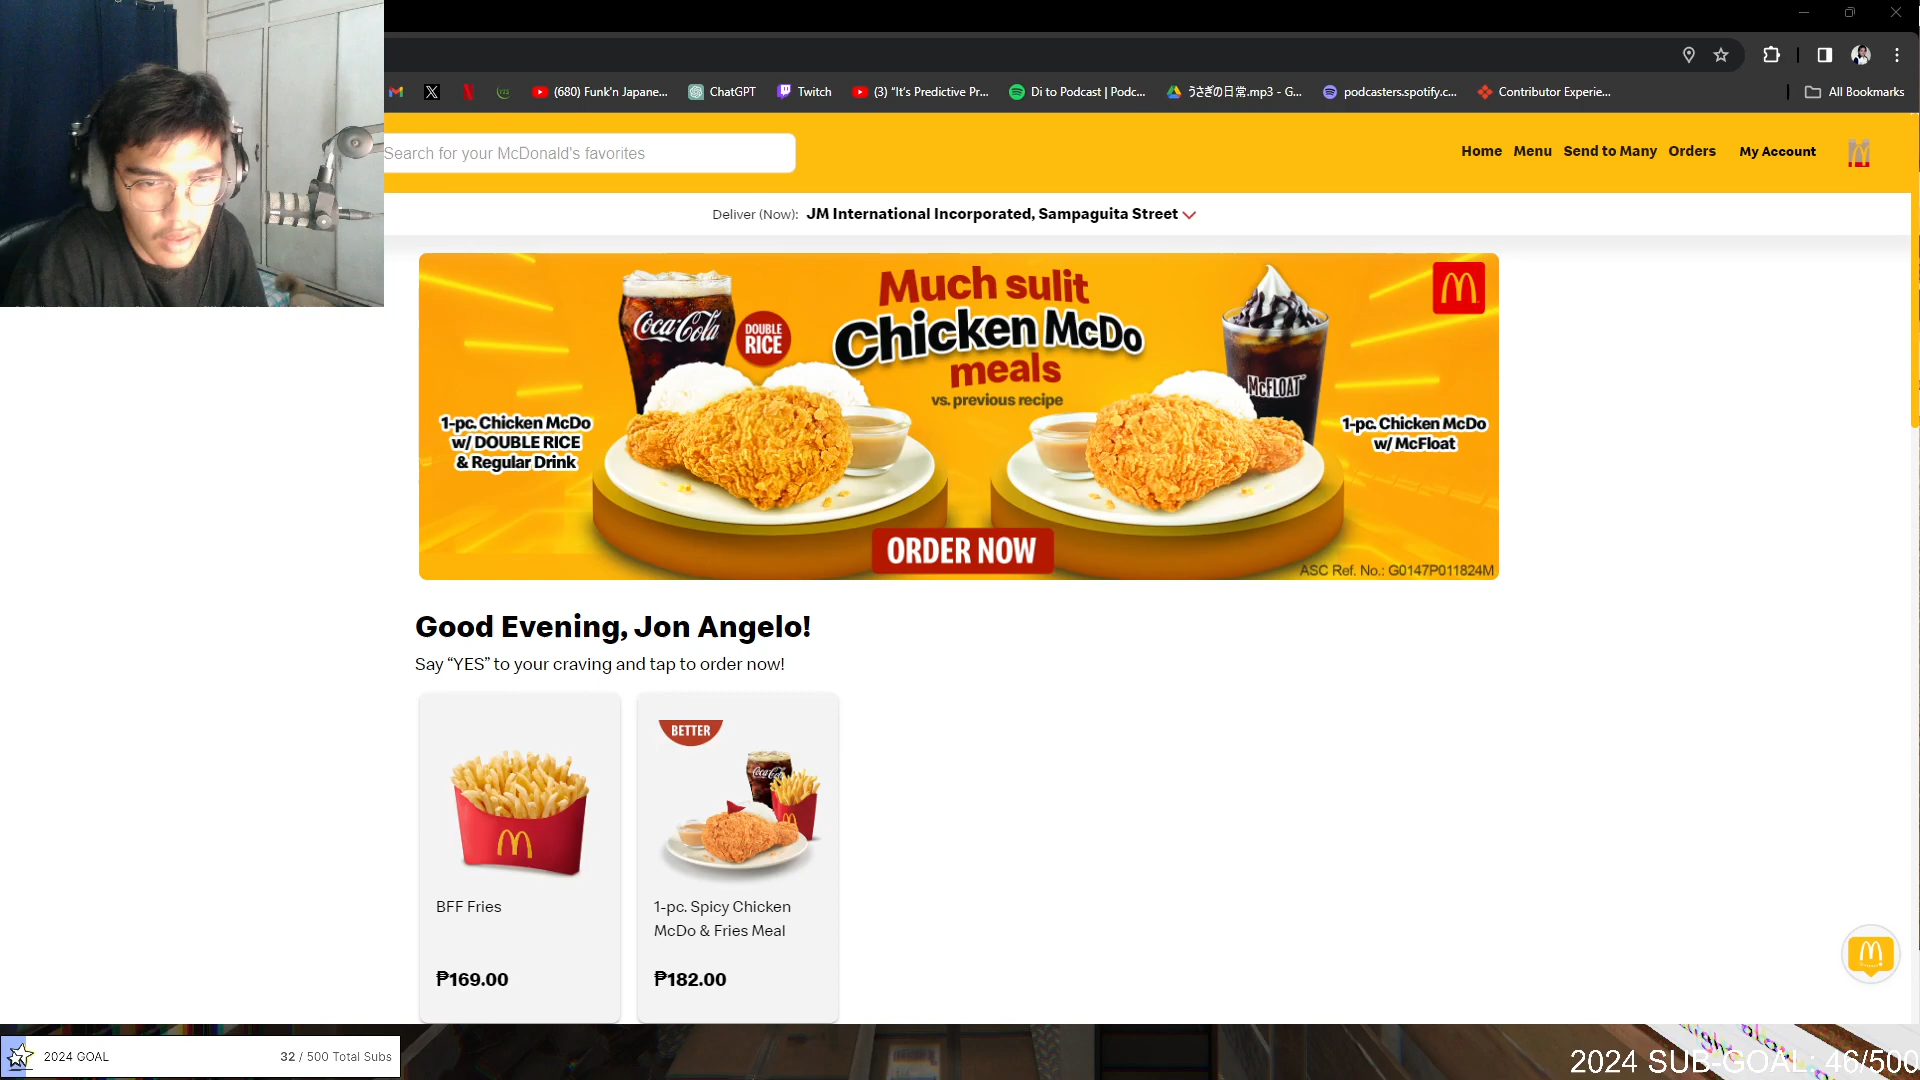 (680) Funk'n Japane...
ChatGPT
Twitch
(3) “It’s Predictive Pr...
Di to Podcast | Podc...
うさぎの日常.mp3 - G...
podcasters.spotify.c...
Contributor Experie...
All Bookmarks
Search for your McDonald's favorites
Home
Menu
Send to Many
Orders
My Account
Deliver (Now): JM International Incorporated, Sampaguita Street
Much sulit
Chicken McDo
meals
vs. previous recipe
Coca-Cola
DOUBLE
RICE
1-pc. Chicken McDo
w/ DOUBLE RICE
& Regular Drink
McFLOAT
1-pc. Chicken McDo
w/ McFloat
ORDER NOW
ASC Ref. No.: G0147P011824M
Good Evening, Jon Angelo!
Say “YES” to your craving and tap to order now!
BFF Fries
₱169.00
BETTER
Coca-Cola
1-pc. Spicy Chicken
McDo & Fries Meal
₱182.00
2024 GOAL
32 / 500 Total Subs
2024 SUB-GOAL: 46/500